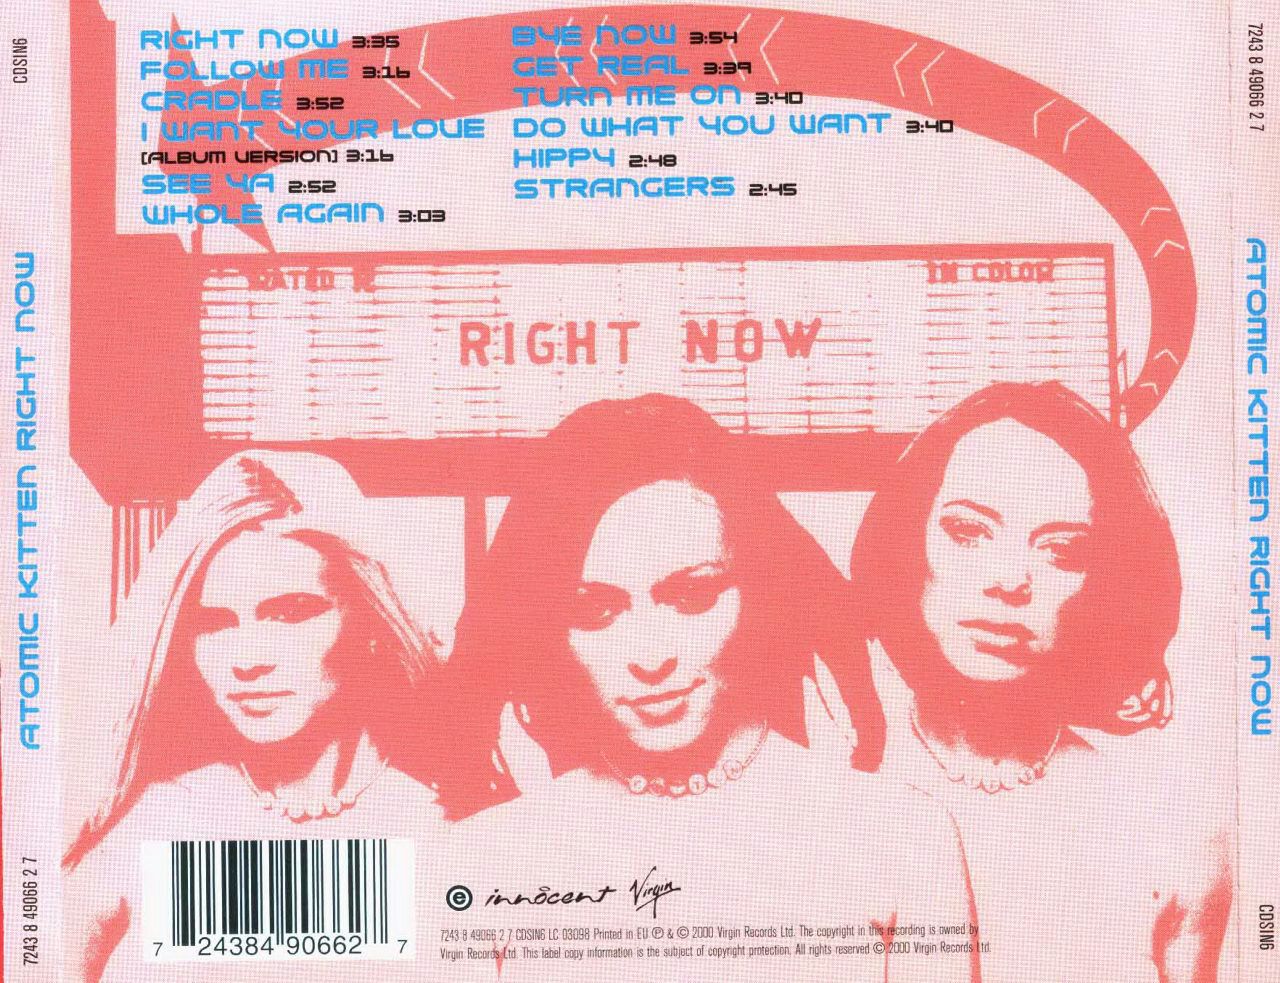 RIGHT NOW 3:35
FOLLOW ME 3:16
CRADLE 3:52
I WANT YOUR LOVE
[ALBUM VERSION] 3:16
SEE YA 2:52
WHOLE AGAIN 3:03
BYE NOW 3:54
GET REAL 3:39
TURN ME ON 3:40
DO WHAT YOU WANT 3:40
HIPPY 2:48
STRANGERS 2:45
RATED R
IN COLOR
RIGHT NOW
CDSIN6
ATOMIC KITTEN RIGHT NOW
7243 8 49066 2 7
7243 8 49066 2 7
ATOMIC KITTEN RIGHT NOW
CDSIN6
7 24384 90662 7
e innocent Virgin
7243 8 49066 2 7 CDSIN6 LC 03098 Printed in EU ℗ & © 2000 Virgin Records Ltd. The copyright in this recording is owned by
Virgin Records Ltd. This label copy information is the subject of copyright protection. All rights reserved © 2000 Virgin Records Ltd.